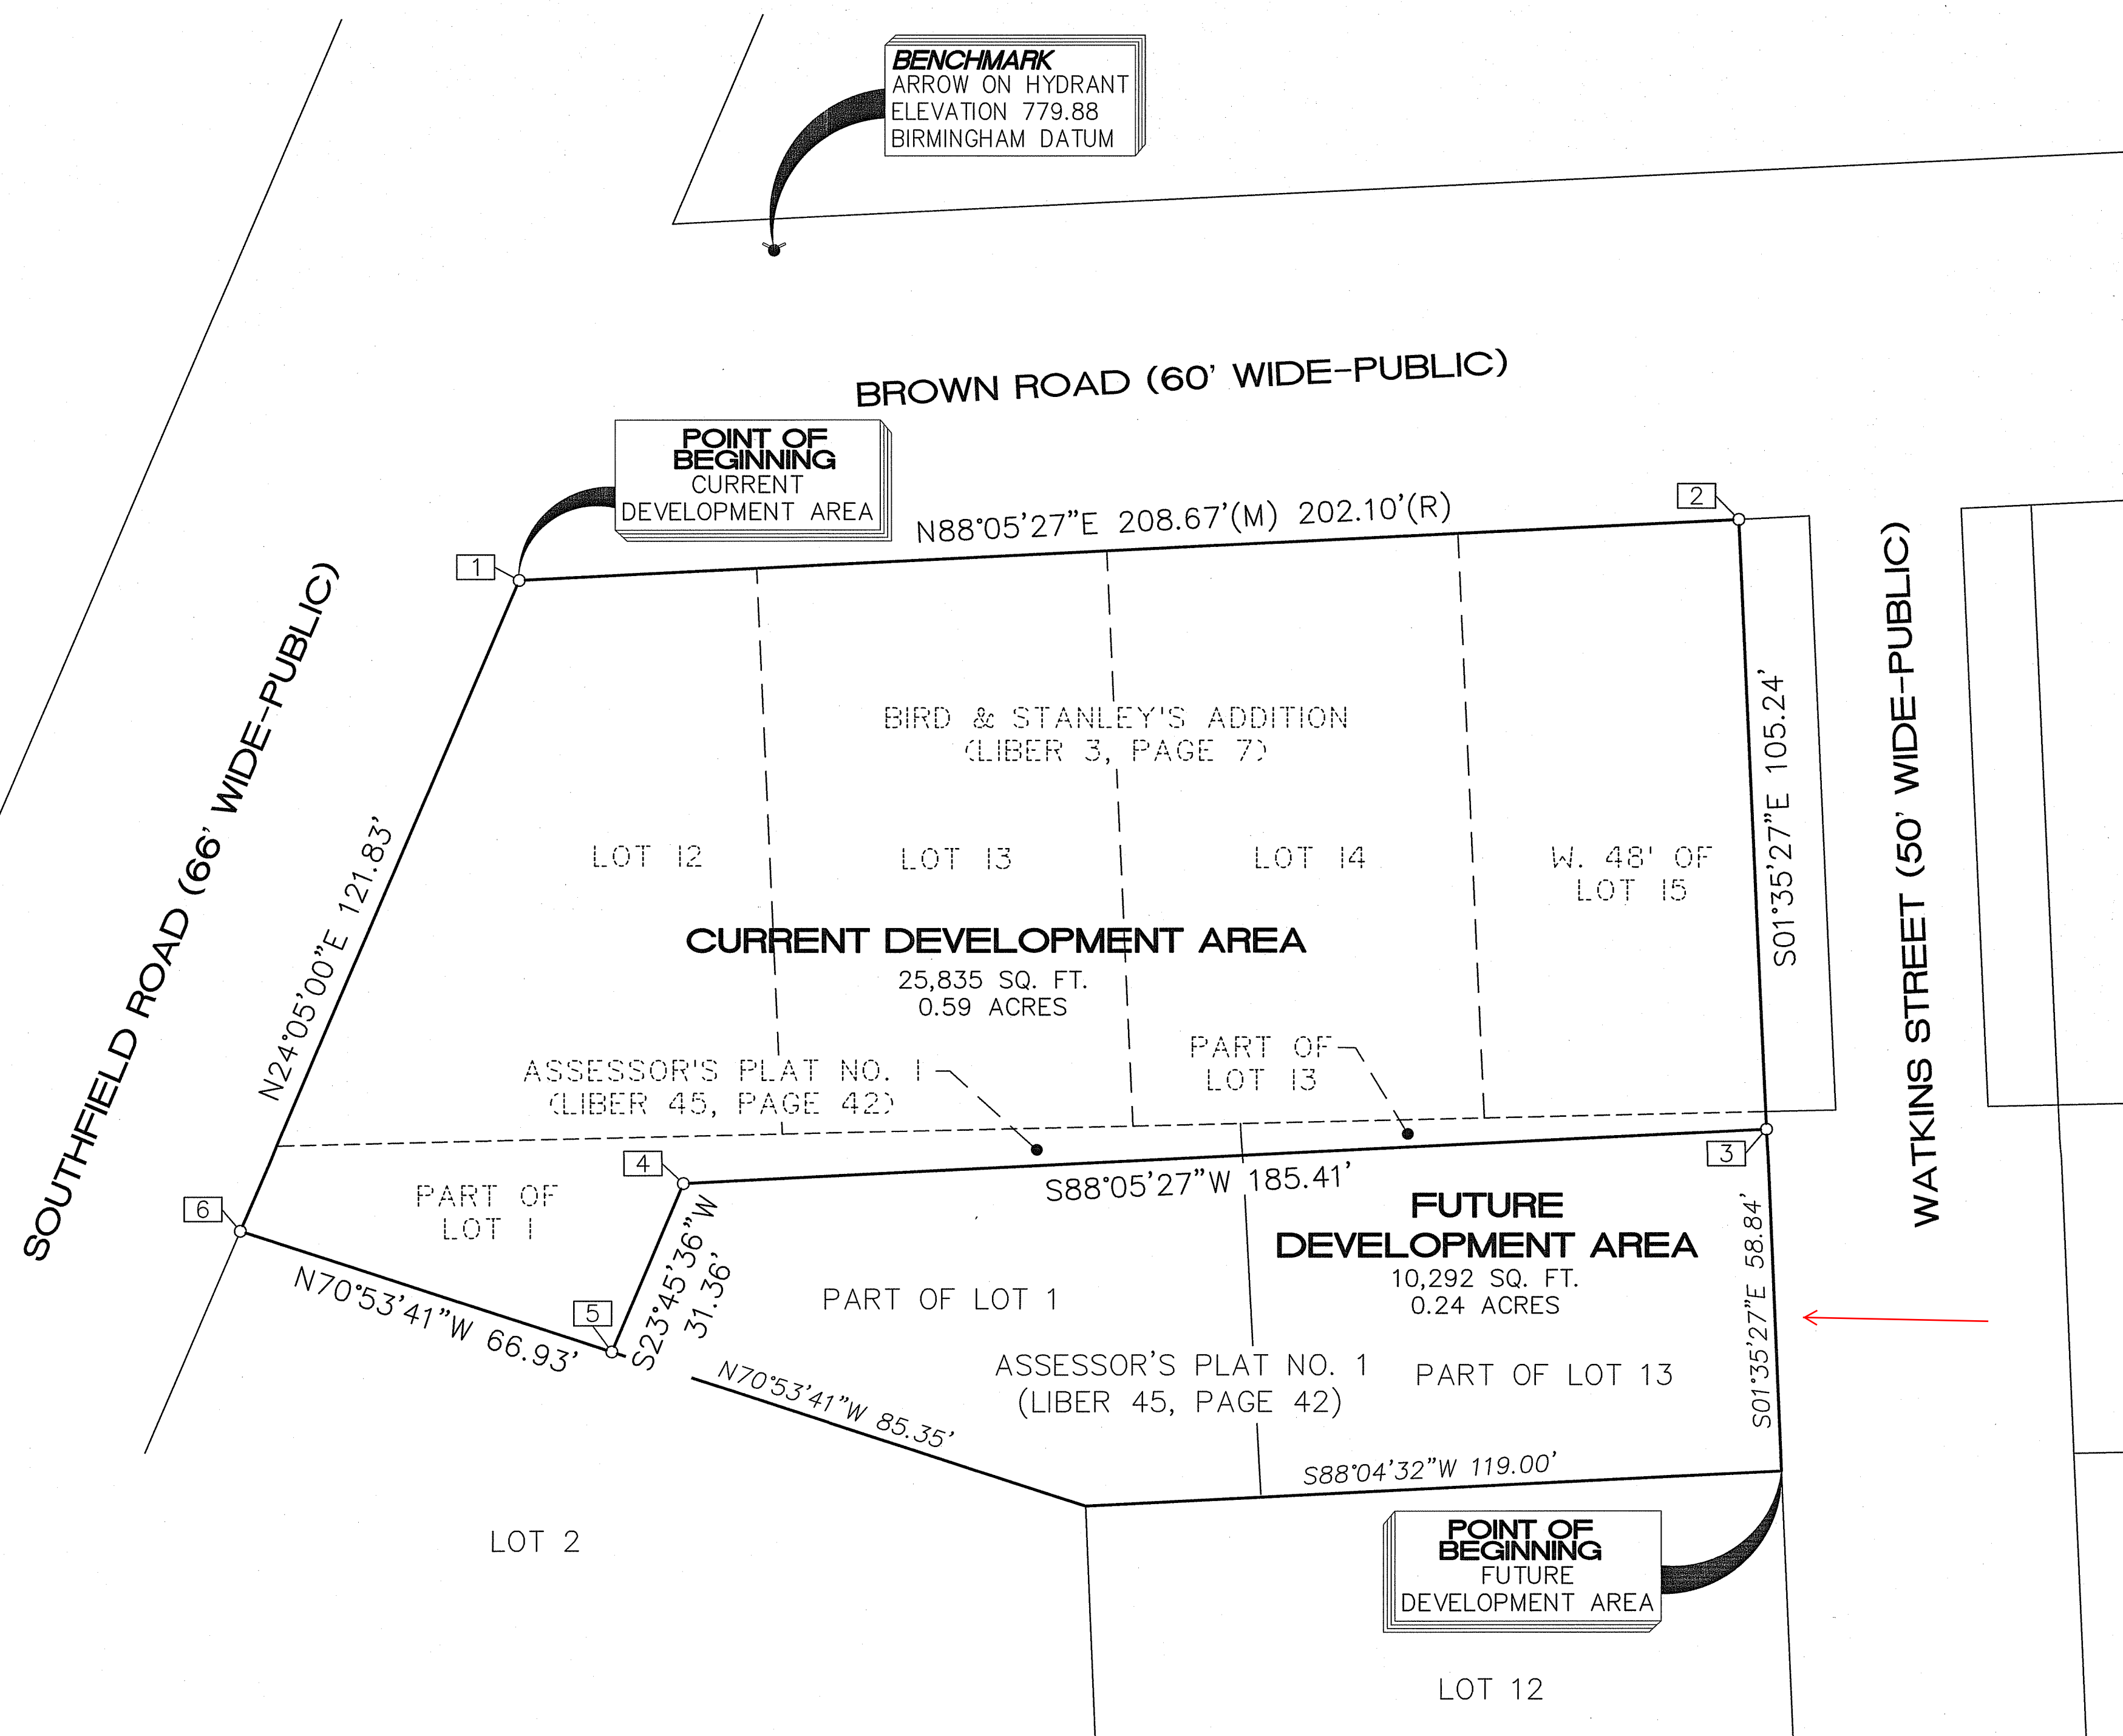 BENCHMARK
ARROW ON HYDRANT
ELEVATION 779.88
BIRMINGHAM DATUM
BROWN ROAD (60' WIDE-PUBLIC)
POINT OF
BEGINNING
CURRENT
DEVELOPMENT AREA
1
N88°05'27"E 208.67'(M) 202.10'(R)
2
SOUTHFIELD ROAD (66' WIDE-PUBLIC)
N24°05'00"E 121.83'
BIRD & STANLEY'S ADDITION
(LIBER 3, PAGE 7)
LOT 12
LOT 13
LOT 14
W. 48' OF
LOT 15
S01°35'27"E 105.24'
WATKINS STREET (50' WIDE-PUBLIC)
CURRENT DEVELOPMENT AREA
25,835 SQ. FT.
0.59 ACRES
ASSESSOR'S PLAT NO. 1
(LIBER 45, PAGE 42)
PART OF
LOT 13
3
4
S88°05'27"W 185.41'
6
PART OF
LOT 1
5
S23°45'36"W
31.36'
N70°53'41"W 66.93'
FUTURE
DEVELOPMENT AREA
10,292 SQ. FT.
0.24 ACRES
PART OF LOT 1
S01°35'27"E 58.84'
ASSESSOR'S PLAT NO. 1
(LIBER 45, PAGE 42)
PART OF LOT 13
N70°53'41"W 85.35'
S88°04'32"W 119.00'
LOT 2
POINT OF
BEGINNING
FUTURE
DEVELOPMENT AREA
LOT 12